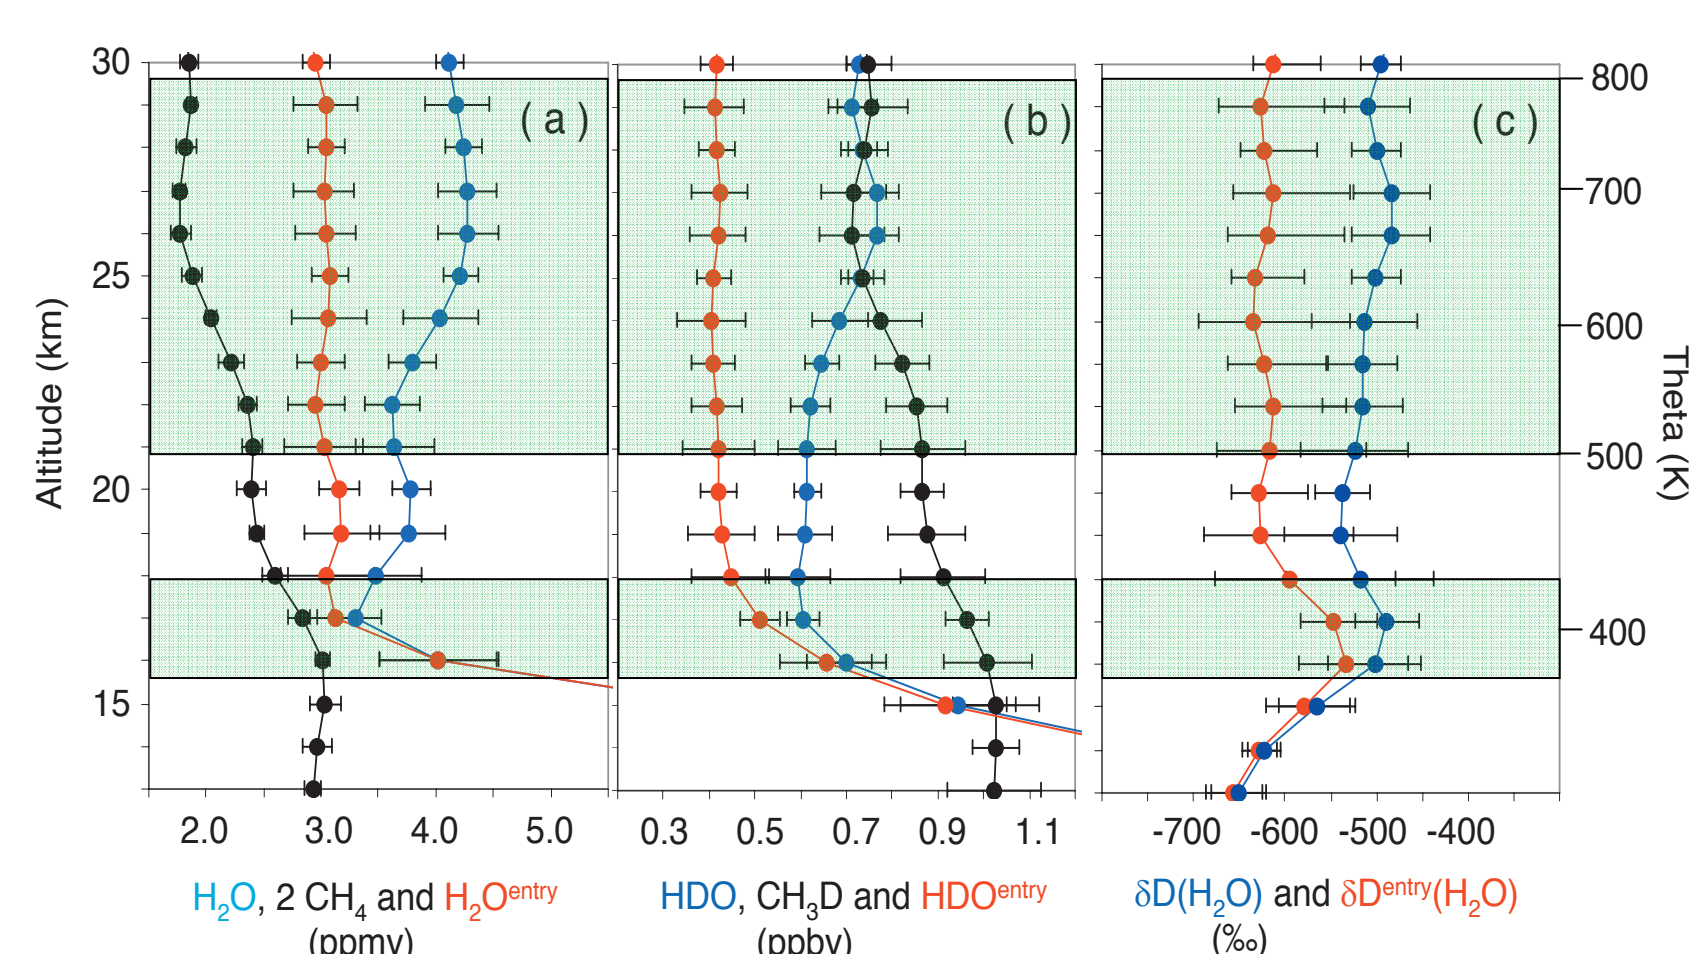 30
25
20
15
Altitude (km)
( a )
( b )
( c )
800
700
600
500
400
Theta (K)
2.0 3.0 4.0 5.0
0.3 0.5 0.7 0.9 1.1
-700 -600 -500 -400
H₂O, 2 CH₄ and H₂Oᵉⁿᵗʳʸ
(ppmv)
HDO, CH₃D and HDOᵉⁿᵗʳʸ
(ppbv)
δD(H₂O) and δDᵉⁿᵗʳʸ(H₂O)
(‰)